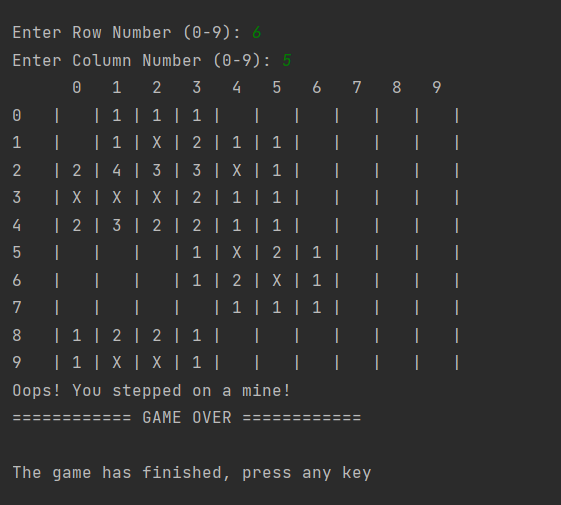 Enter Row Number (0-9): 6
Enter Column Number (0-9): 5
      0   1   2   3   4   5   6   7   8   9
0   |   | 1 | 1 | 1 |   |   |   |   |   |   |
1   |   | 1 | X | 2 | 1 | 1 |   |   |   |   |
2   | 2 | 4 | 3 | 3 | X | 1 |   |   |   |   |
3   | X | X | X | 2 | 1 | 1 |   |   |   |   |
4   | 2 | 3 | 2 | 2 | 1 | 1 |   |   |   |   |
5   |   |   |   | 1 | X | 2 | 1 |   |   |   |
6   |   |   |   | 1 | 2 | X | 1 |   |   |   |
7   |   |   |   |   | 1 | 1 | 1 |   |   |   |
8   | 1 | 2 | 2 | 1 |   |   |   |   |   |   |
9   | 1 | X | X | 1 |   |   |   |   |   |   |
Oops! You stepped on a mine!
============ GAME OVER ============
The game has finished, press any key